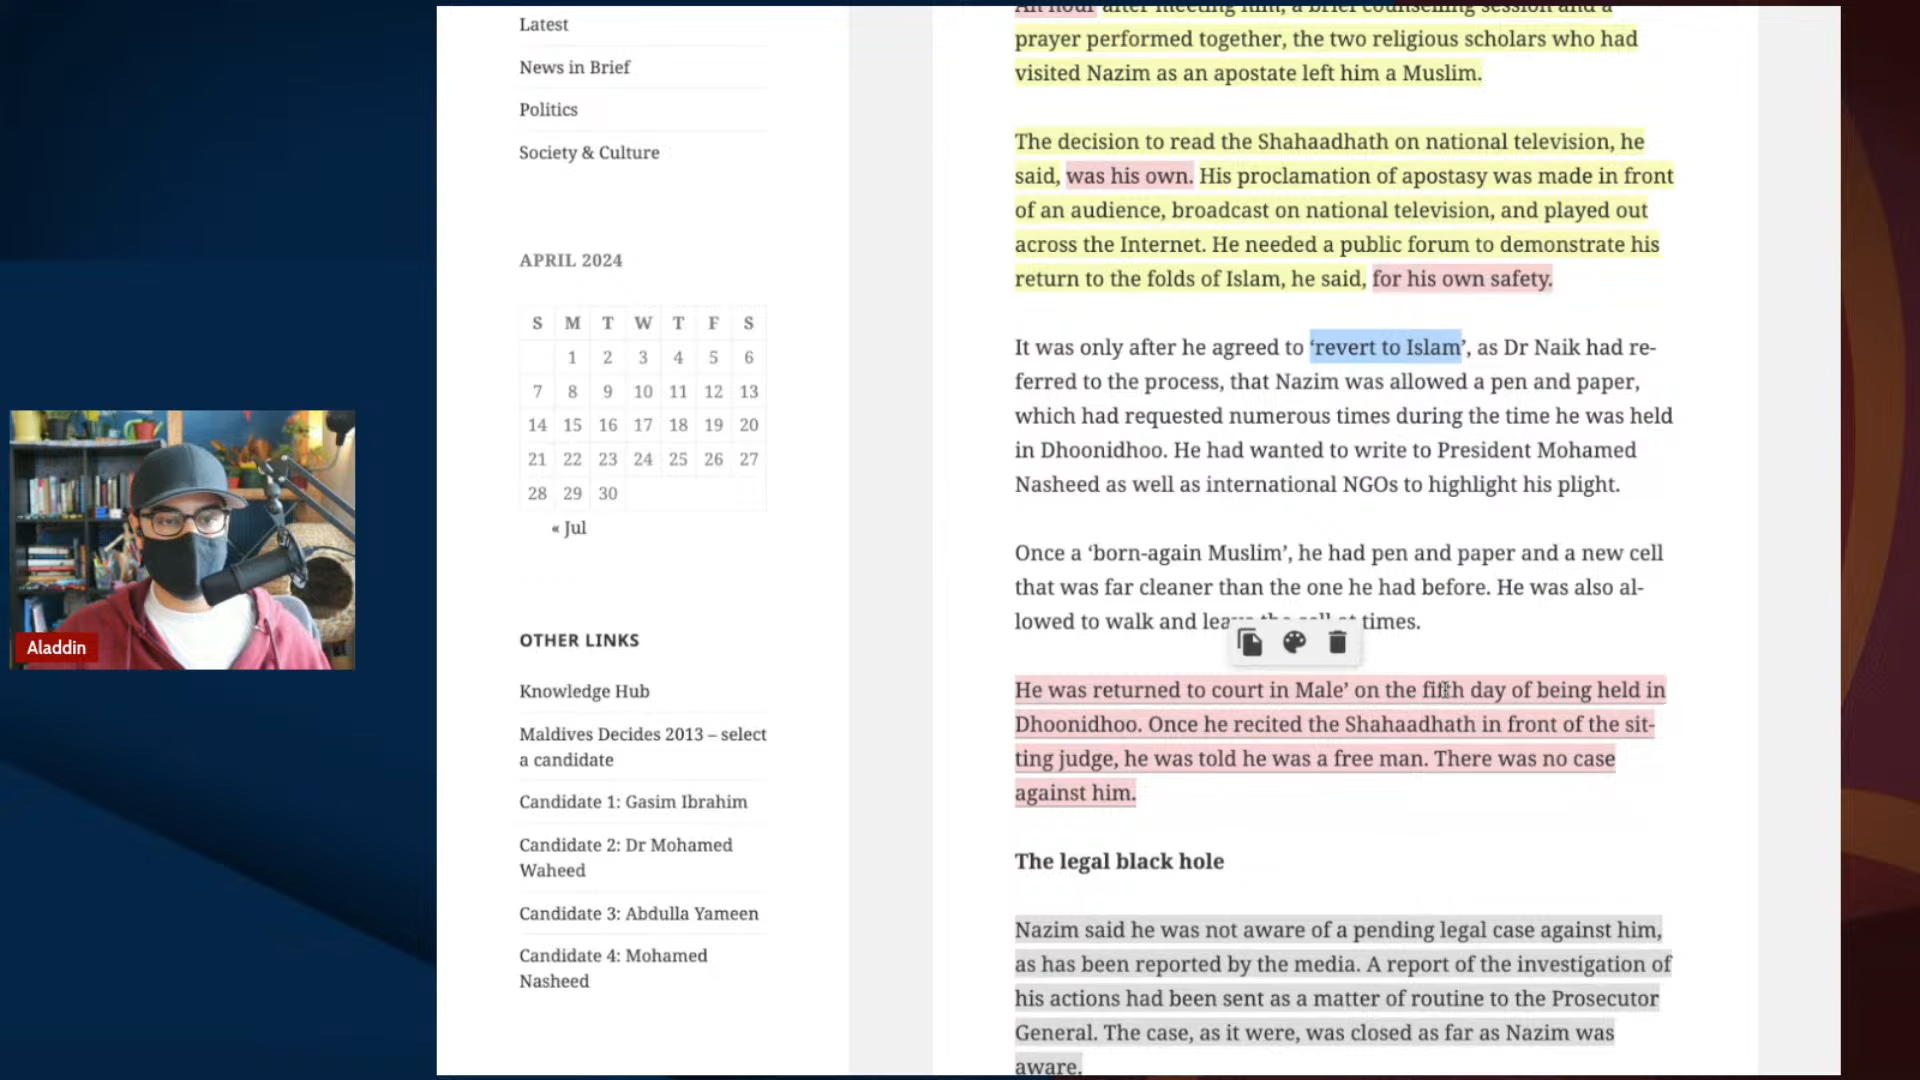 Latest
News in Brief
Politics
Society & Culture
APRIL 2024
S M T W T F S
1 2 3 4 5 6
7 8 9 10 11 12 13
14 15 16 17 18 19 20
21 22 23 24 25 26 27
28 29 30
« Jul
OTHER LINKS
Knowledge Hub
Maldives Decides 2013 – select
a candidate
Candidate 1: Gasim Ibrahim
Candidate 2: Dr Mohamed
Waheed
Candidate 3: Abdulla Yameen
Candidate 4: Mohamed
Nasheed
An hour after meeting him, a brief counselling session and a
prayer performed together, the two religious scholars who had
visited Nazim as an apostate left him a Muslim.
The decision to read the Shahaadhath on national television, he
said, was his own. His proclamation of apostasy was made in front
of an audience, broadcast on national television, and played out
across the Internet. He needed a public forum to demonstrate his
return to the folds of Islam, he said, for his own safety.
It was only after he agreed to ‘revert to Islam’, as Dr Naik had re-
ferred to the process, that Nazim was allowed a pen and paper,
which had requested numerous times during the time he was held
in Dhoonidhoo. He had wanted to write to President Mohamed
Nasheed as well as international NGOs to highlight his plight.
Once a ‘born-again Muslim’, he had pen and paper and a new cell
that was far cleaner than the one he had before. He was also al-
lowed to walk and leave the cell at times.
He was returned to court in Male’ on the fifth day of being held in
Dhoonidhoo. Once he recited the Shahaadhath in front of the sit-
ting judge, he was told he was a free man. There was no case
against him.
The legal black hole
Nazim said he was not aware of a pending legal case against him,
as has been reported by the media. A report of the investigation of
his actions had been sent as a matter of routine to the Prosecutor
General. The case, as it were, was closed as far as Nazim was
aware.
Aladdin